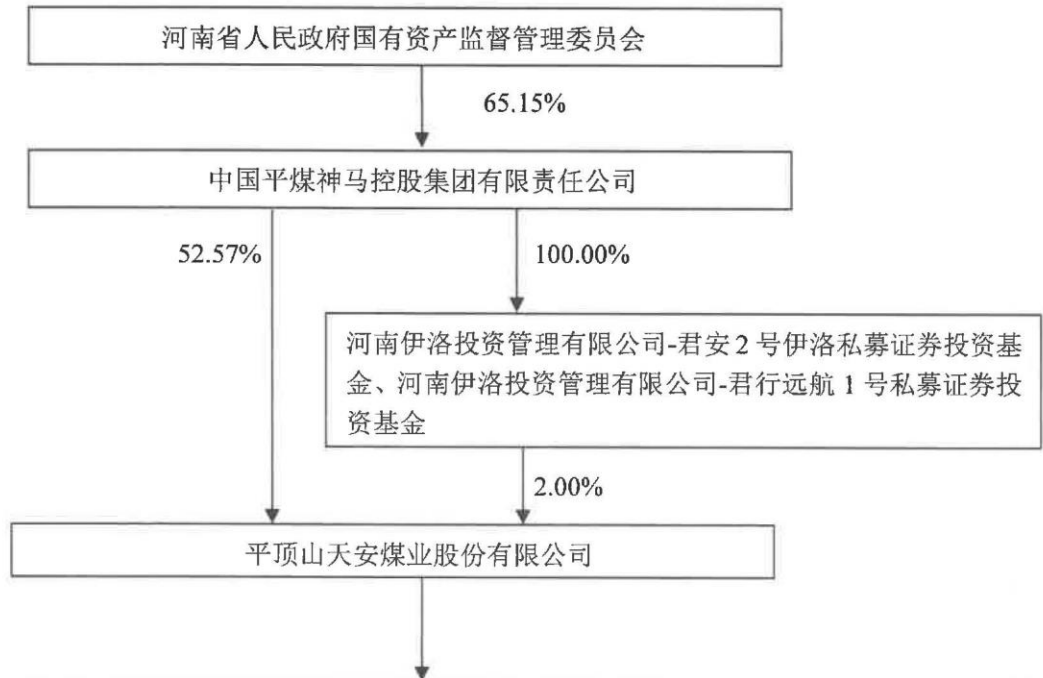 河南省人民政府国有资产监督管理委员会
65.15%
中国平煤神马控股集团有限责任公司
52.57%
100.00%
河南伊洛投资管理有限公司-君安 2 号伊洛私募证券投资基
金、河南伊洛投资管理有限公司-君行远航 1 号私募证券投
资基金
2.00%
平顶山天安煤业股份有限公司